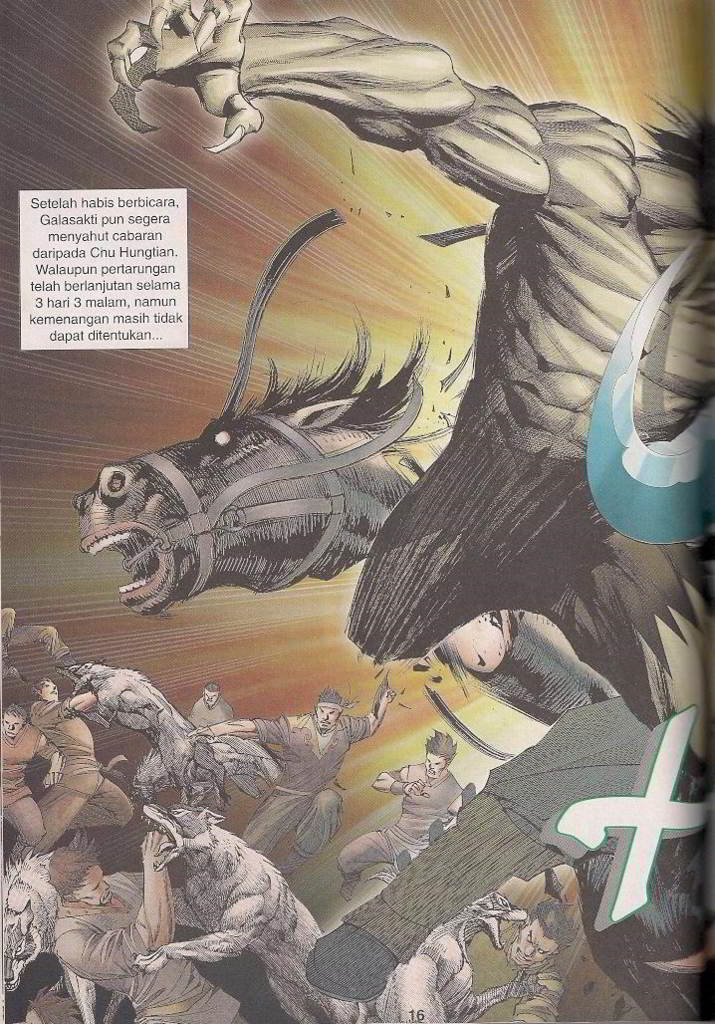 Setelah habis berbicara,
Galasakti pun segera
menyahut cabaran
daripada Chu Hungtian.
Walaupun pertarungan
telah berlanjutan selama
3 hari 3 malam, namun
kemenangan masih tidak
dapat ditentukan...
16